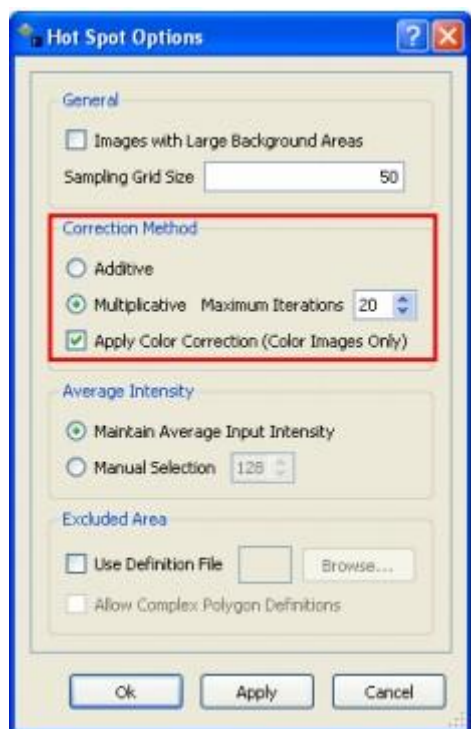 Hot Spot Options
General
Images with Large Background Areas
Sampling Grid Size 50
Correction Method
Additive
Multiplicative Maximum Iterations 20
Apply Color Correction (Color Images Only)
Average Intensity
Maintain Average Input Intensity
Manual Selection 128
Excluded Area
Use Definition File Browse...
Allow Complex Polygon Definitions
Ok Apply Cancel